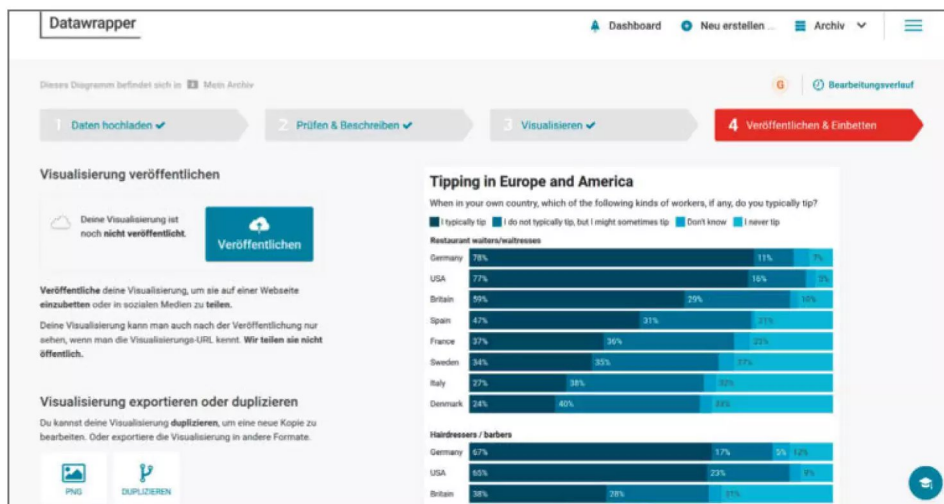 Datawrapper
Dashboard
Neu erstellen ...
Archiv
Dieses Diagramm befindet sich in Mein Archiv
G
Bearbeitungsverlauf
1 Daten hochladen
2 Prüfen & Beschreiben
3 Visualisieren
4 Veröffentlichen & Einbetten
Visualisierung veröffentlichen
Deine Visualisierung ist
noch nicht veröffentlicht.
Veröffentlichen
Veröffentliche deine Visualisierung, um sie auf einer Webseite
einzubetten oder in sozialen Medien zu teilen.
Deine Visualisierung kann man auch nach der Veröffentlichung nur
sehen, wenn man die Visualisierungs-URL kennt. Wir teilen sie nicht
öffentlich.
Visualisierung exportieren oder duplizieren
Du kannst deine Visualisierung duplizieren, um eine neue Kopie zu
bearbeiten. Oder exportiere die Visualisierung in andere Formate.
PNG
DUPLIZIEREN
Tipping in Europe and America
When in your own country, which of the following kinds of workers, if any, do you typically tip?
I typically tip I do not typically tip, but I might sometimes tip Don't know I never tip
Restaurant waiters/waitresses
Germany 78% 11% 7%
USA 77% 16%
Britain 59% 29% 10%
Spain 47% 31% 21%
France 37% 36%
Sweden 34% 35% 27%
Italy 27% 38%
Denmark 24% 40%
Hairdressers / barbers
Germany 67% 17% 5% 12%
USA 65% 23%
Britain 38% 28%